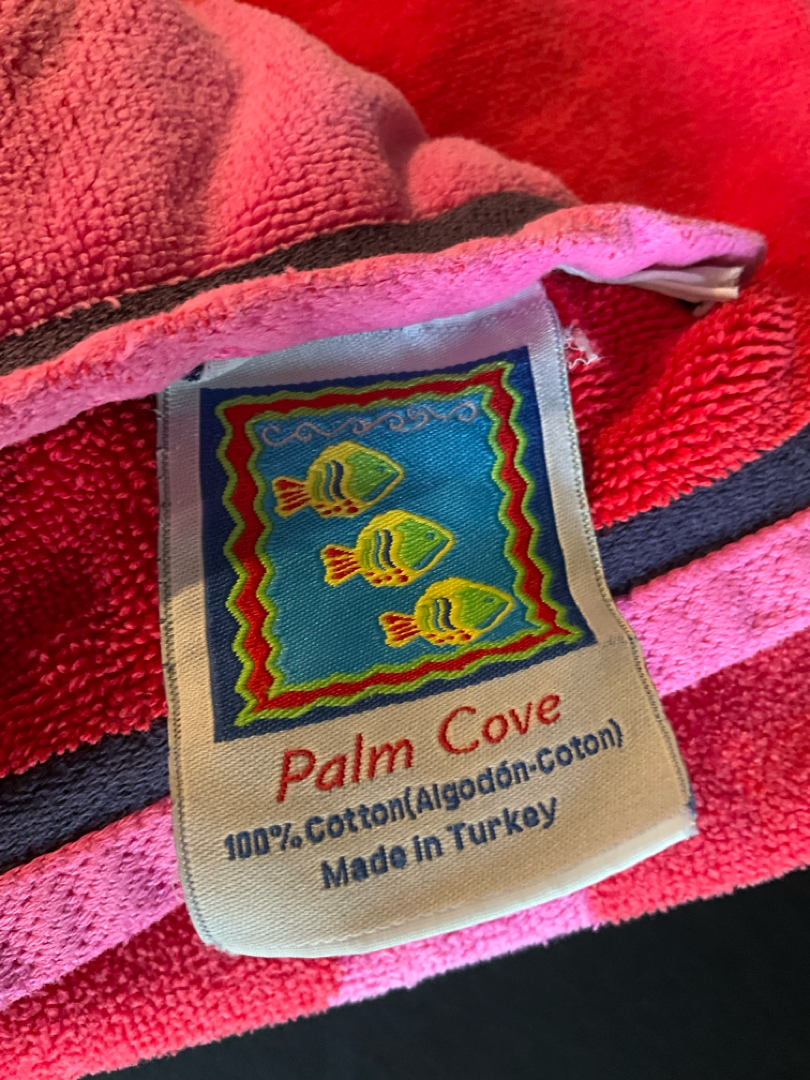 Palm Cove
100% Cotton(Algodón-Coton)
Made in Turkey